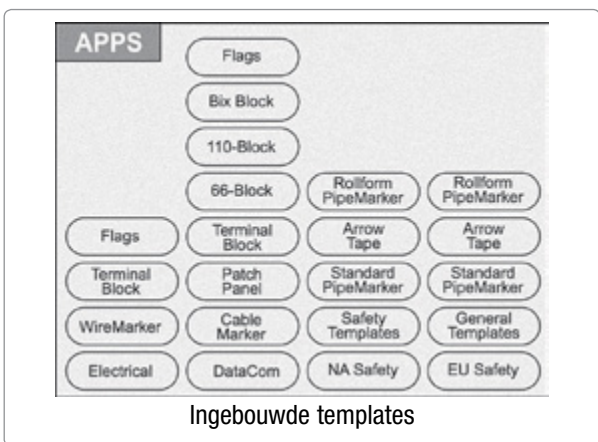 APPS
Flags
Bix Block
110-Block
66-Block
Rollform
PipeMarker
Rollform
PipeMarker
Flags
Terminal
Block
Arrow
Tape
Arrow
Tape
Terminal
Block
Patch
Panel
Standard
PipeMarker
Standard
PipeMarker
WireMarker
Cable
Marker
Safety
Templates
General
Templates
Electrical
DataCom
NA Safety
EU Safety
Ingebouwde templates